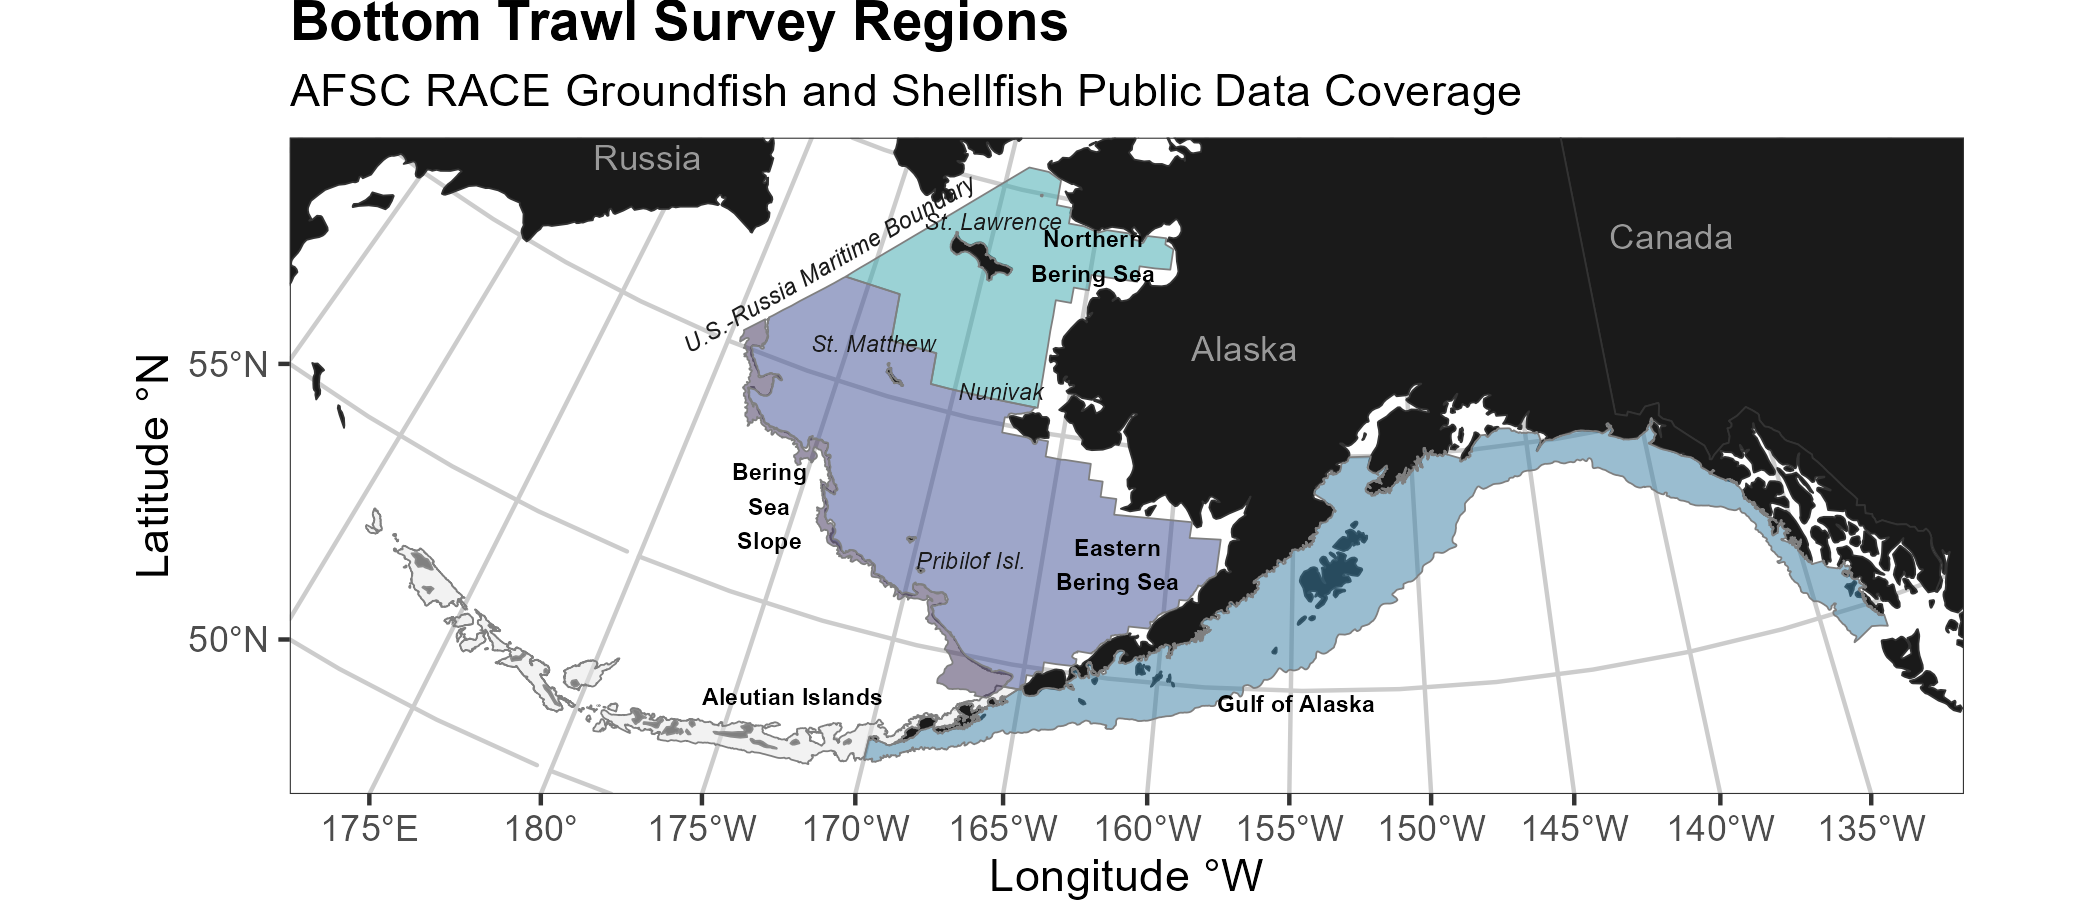 Bottom Trawl Survey Regions
AFSC RACE Groundfish and Shellfish Public Data Coverage
Russia
U.S.-Russia Maritime Boundary
St. Lawrence
Northern
Bering Sea
Canada
St. Matthew
Alaska
Nunivak
Bering
Sea
Slope
Pribilof Isl.
Eastern
Bering Sea
Aleutian Islands
Gulf of Alaska
Latitude °N
55°N
50°N
175°E
180°
175°W
170°W
165°W
160°W
155°W
150°W
145°W
140°W
135°W
Longitude °W